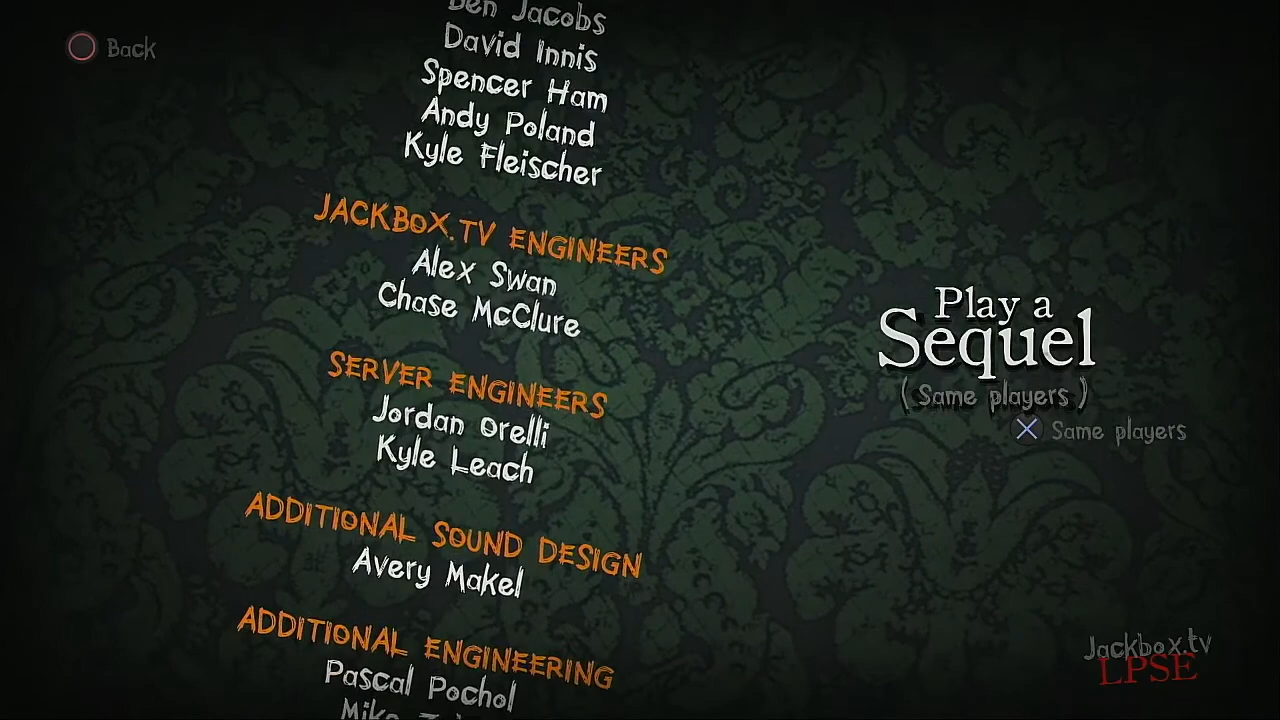 Back
Ben Jacobs
David Innis
Spencer Ham
Andy Poland
Kyle Fleischer
JACKBOX.TV ENGINEERS
Alex Swan
Chase McClure
SERVER ENGINEERS
Jordan Orelli
Kyle Leach
ADDITIONAL SOUND DESIGN
Avery Makel
ADDITIONAL ENGINEERING
Pascal Pochol
Mike
Play a
Sequel
( Same players )
Same players
Jackbox.tv
LPSE